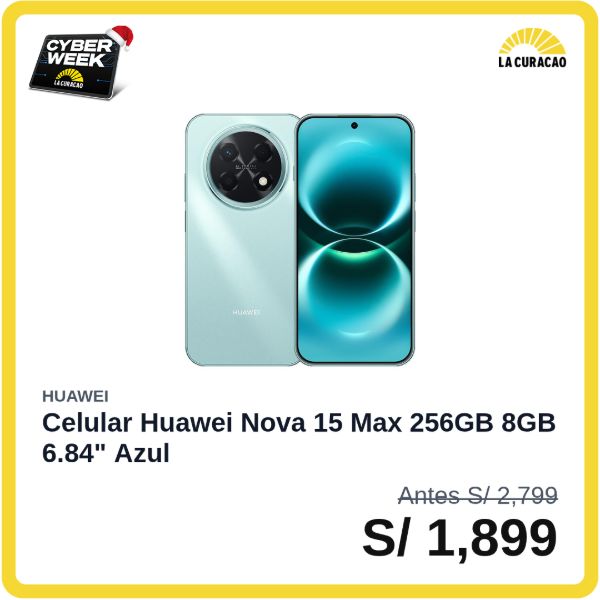 CYBER
WEEK
LA CURACAO
LA CURACAO
HUAWEI
HUAWEI
Celular Huawei Nova 15 Max 256GB 8GB
6.84" Azul
Antes S/ 2,799
S/ 1,899